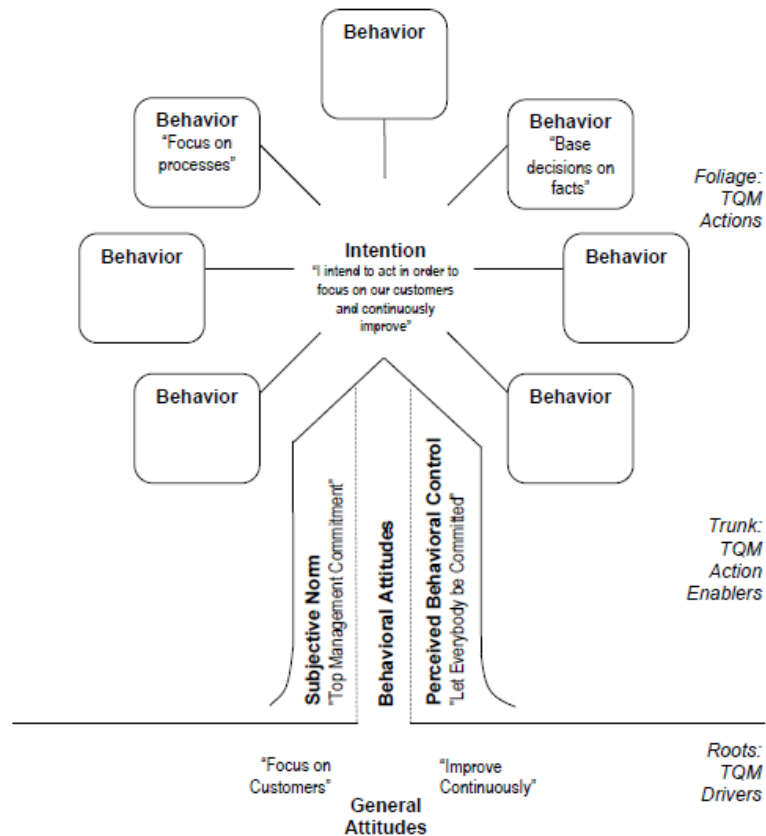 Behavior
Behavior
"Focus on
processes"
Behavior
"Base
decisions on
facts"
Foliage:
TQM
Actions
Behavior
Intention
"I intend to act in order to
focus on our customers
and continuously
improve"
Behavior
Behavior
Behavior
Subjective Norm
"Top Management Commitment"
Behavioral Attitudes
Perceived Behavioral Control
"Let Everybody be Committed"
Trunk:
TQM
Action
Enablers
"Focus on
Customers"
"Improve
Continuously"
General
Attitudes
Roots:
TQM
Drivers